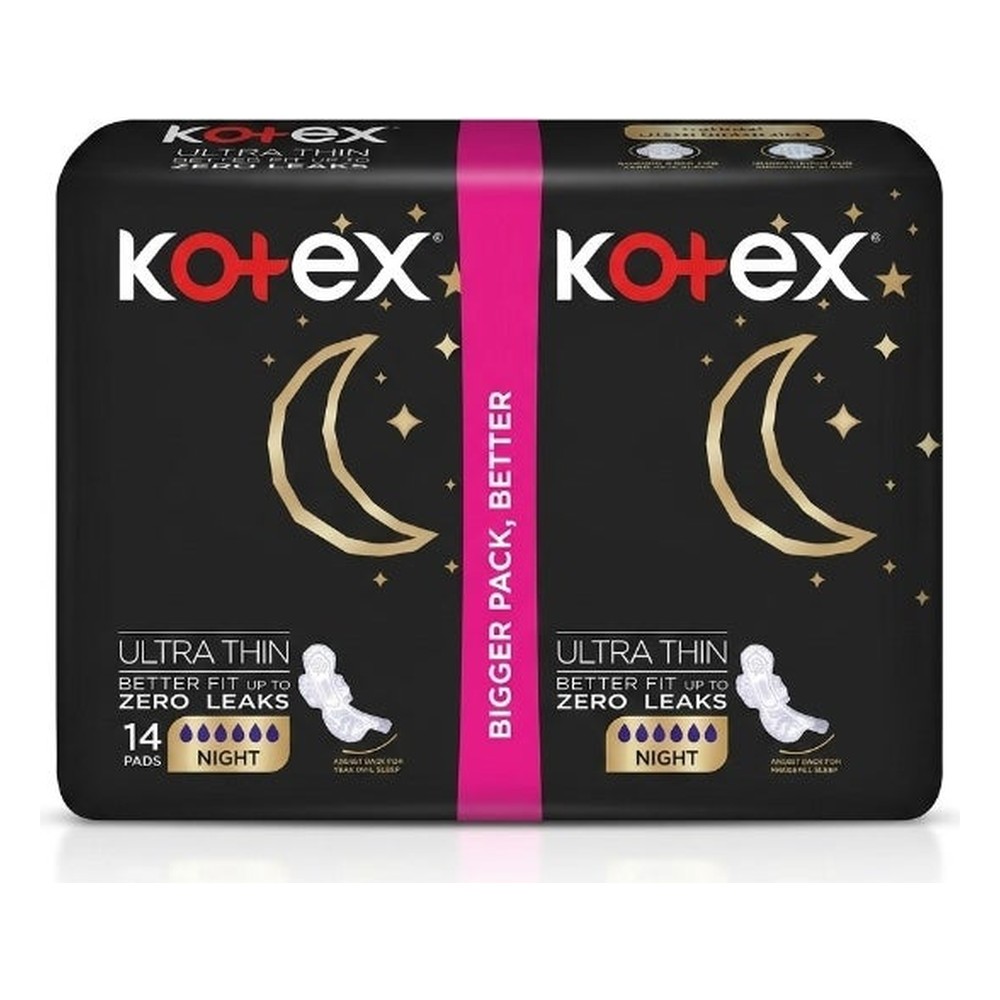 Kotex
ULTRA THIN
BETTER FIT UP TO
ZERO LEAKS
Kotex®
ULTRA THIN
BETTER FIT UP TO
ZERO LEAKS
14
PADS
NIGHT
BIGGER PACK, BETTER
Kotex®
ULTRA THIN
BETTER FIT UP TO
ZERO LEAKS
NIGHT